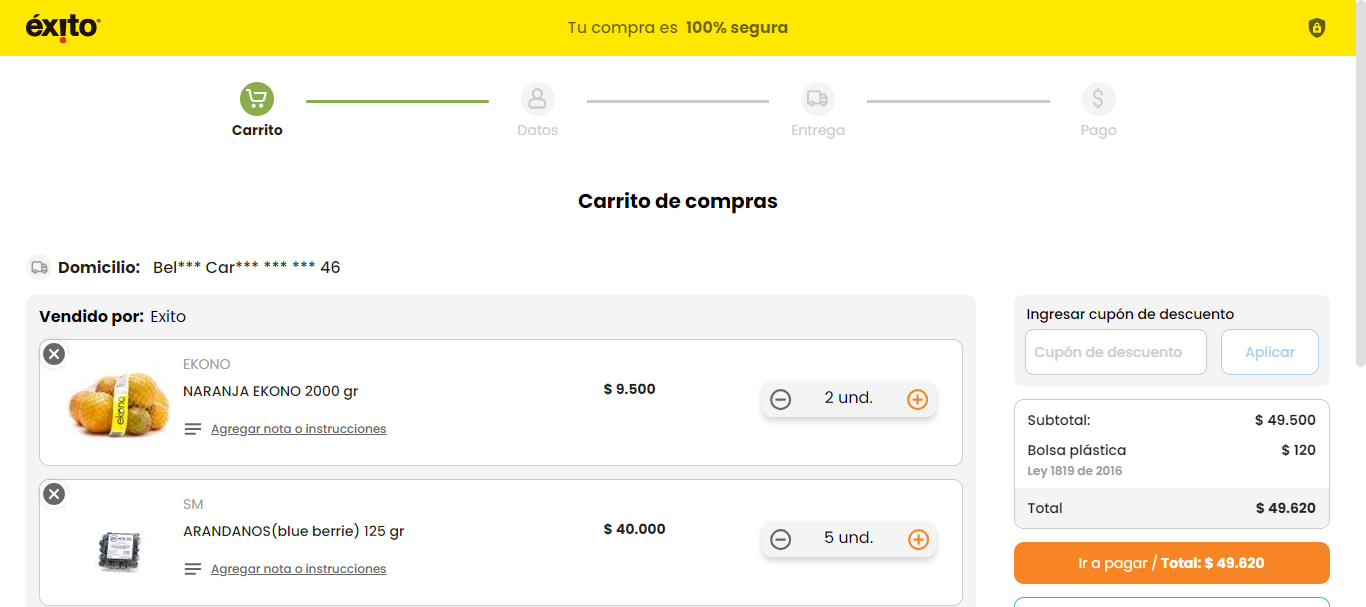 éxito
Tu compra es 100% segura
Carrito
Datos
Entrega
Pago
Carrito de compras
Domicilio: Bel*** Car*** *** *** 46
Vendido por: Exito
EKONO
NARANJA EKONO 2000 gr
$ 9.500
2 und.
Agregar nota o instrucciones
ekono
SM
ARANDANOS(blue berrie) 125 gr
$ 40.000
5 und.
Agregar nota o instrucciones
Ingresar cupón de descuento
Cupón de descuento
Aplicar
Subtotal: $ 49.500
Bolsa plástica $ 120
Ley 1819 de 2016
Total $ 49.620
Ir a pagar / Total: $ 49.620